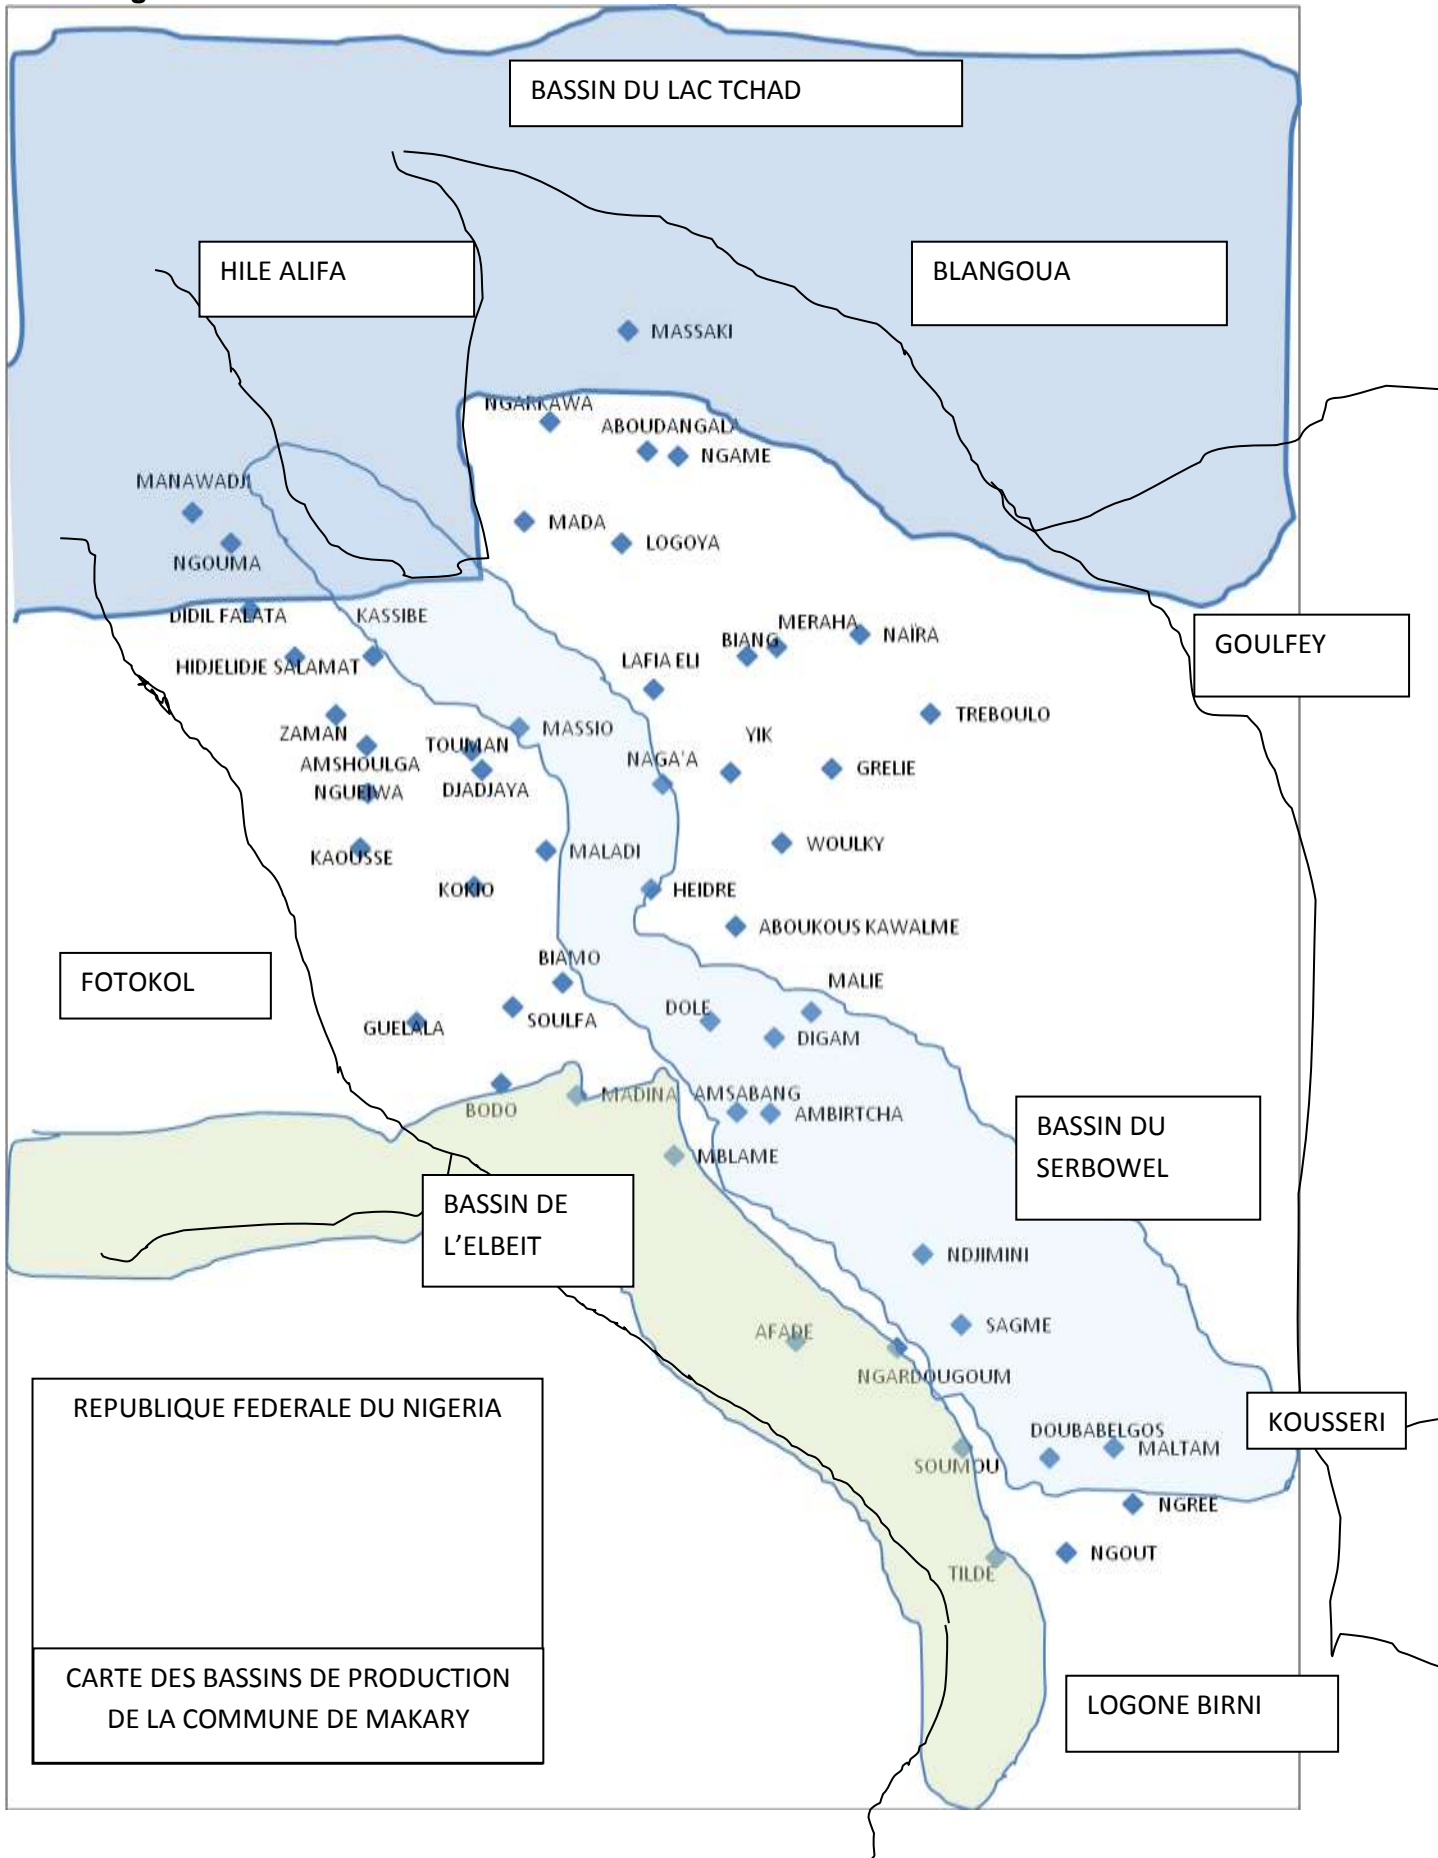 BASSIN DU LAC TCHAD
HILE ALIFA
BLANGOUA
MASSAKI
NGARKAWA
ABOUDANGALA
NGAME
MANAWADJI
MADA
LOGOYA
NGOUMA
DIDIL FALATA
KASSIBE
MERAHA
NAÏRA
BIANG
GOULFEY
HIDJELIDJE SALAMAT
LAFIA ELI
TREBOULO
ZAMAN
MASSIO
YIK
TOUMAN
AMSHOULGA
NAGA'A
GRELIE
NGUEIWA
DJADJAYA
WOULKY
KAOUSSE
MALADI
KOKIO
HEIDRE
ABOUKOUS KAWALME
BIAMO
FOTOKOL
MALIE
DOLE
SOULFA
GUELALA
DIGAM
MADINA
AMSABANG
BODO
AMBIRTCHA
BASSIN DU
SERBOWEL
MBLAME
BASSIN DE
L’ELBEIT
NDJIMINI
AFADE
SAGME
NGARDOUGOUM
REPUBLIQUE FEDERALE DU NIGERIA
KOUSSERI
DOUBABELGOS
MALTAM
SOUMOU
NGREE
NGOUT
TILDE
CARTE DES BASSINS DE PRODUCTION
DE LA COMMUNE DE MAKARY
LOGONE BIRNI